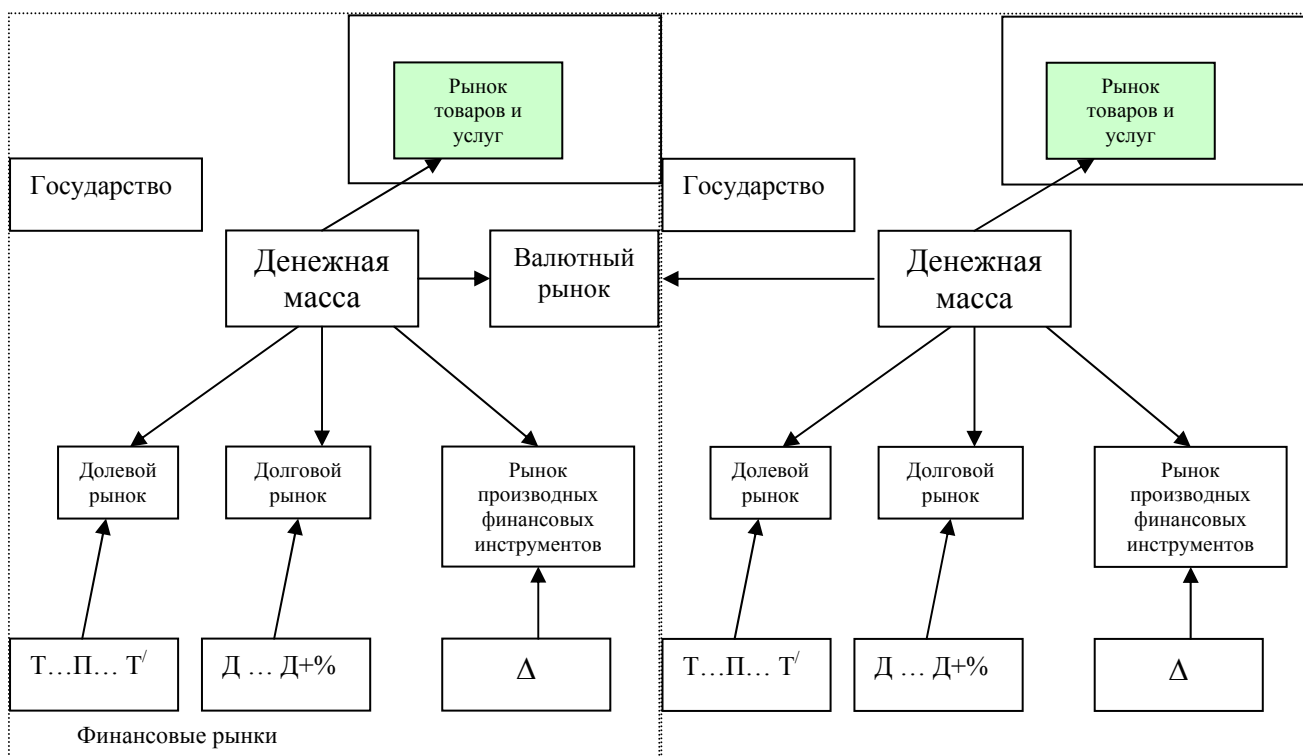 Рынок
товаров и
услуг
Рынок
товаров и
услуг
Государство
Государство
Денежная
масса
Валютный
рынок
Денежная
масса
Долевой
рынок
Долговой
рынок
Рынок
производных
финансовых
инструментов
Долевой
рынок
Долговой
рынок
Рынок
производных
финансовых
инструментов
Т…П… Т/
Д … Д+%
Δ
Т…П… Т/
Д … Д+%
Δ
Финансовые рынки